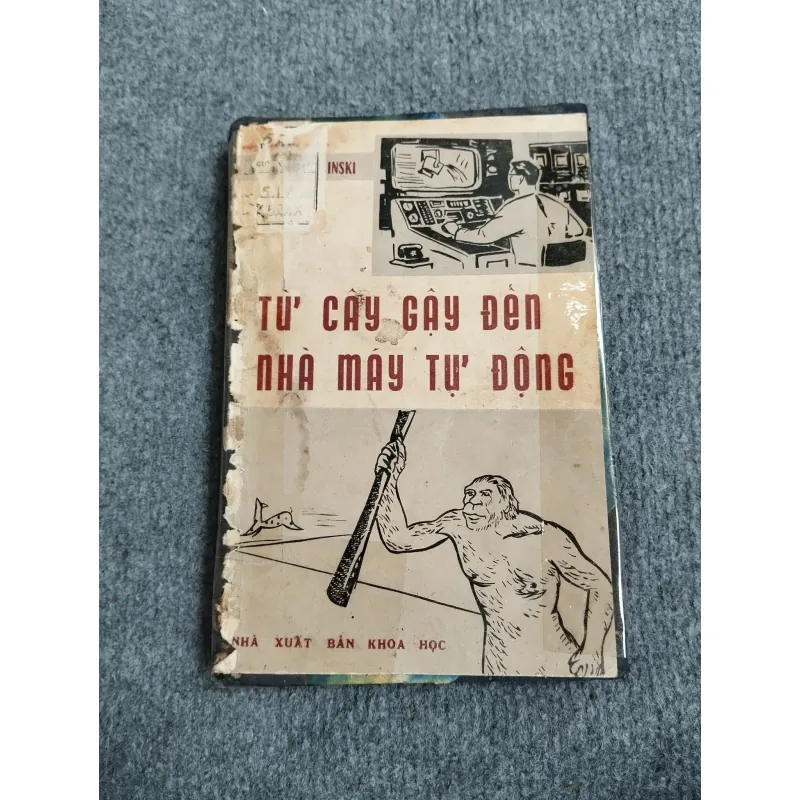 INSKI
TỪ CÂY GẬY ĐẾN
NHÀ MÁY TỰ ĐỘNG
NHÀ XUẤT BẢN KHOA HỌC